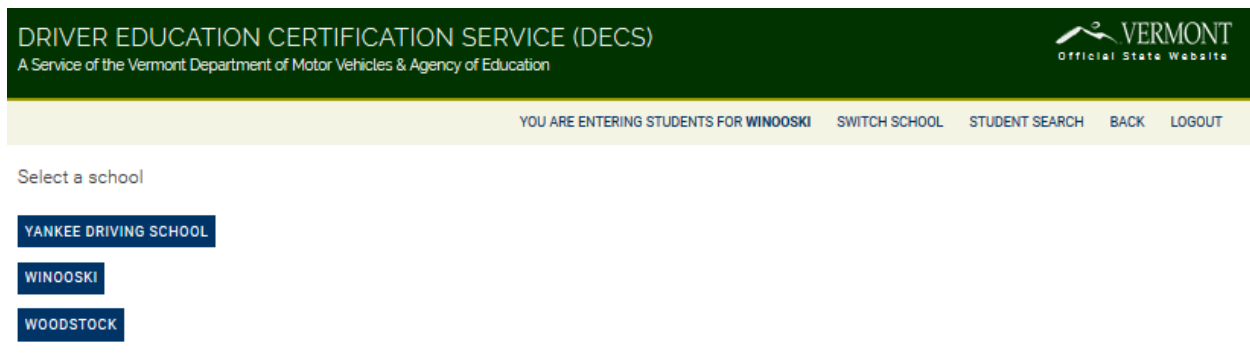 DRIVER EDUCATION CERTIFICATION SERVICE (DECS)
A Service of the Vermont Department of Motor Vehicles & Agency of Education
VERMONT
Official State Website
YOU ARE ENTERING STUDENTS FOR WINOOSKI SWITCH SCHOOL STUDENT SEARCH BACK LOGOUT
Select a school
YANKEE DRIVING SCHOOL
WINOOSKI
WOODSTOCK